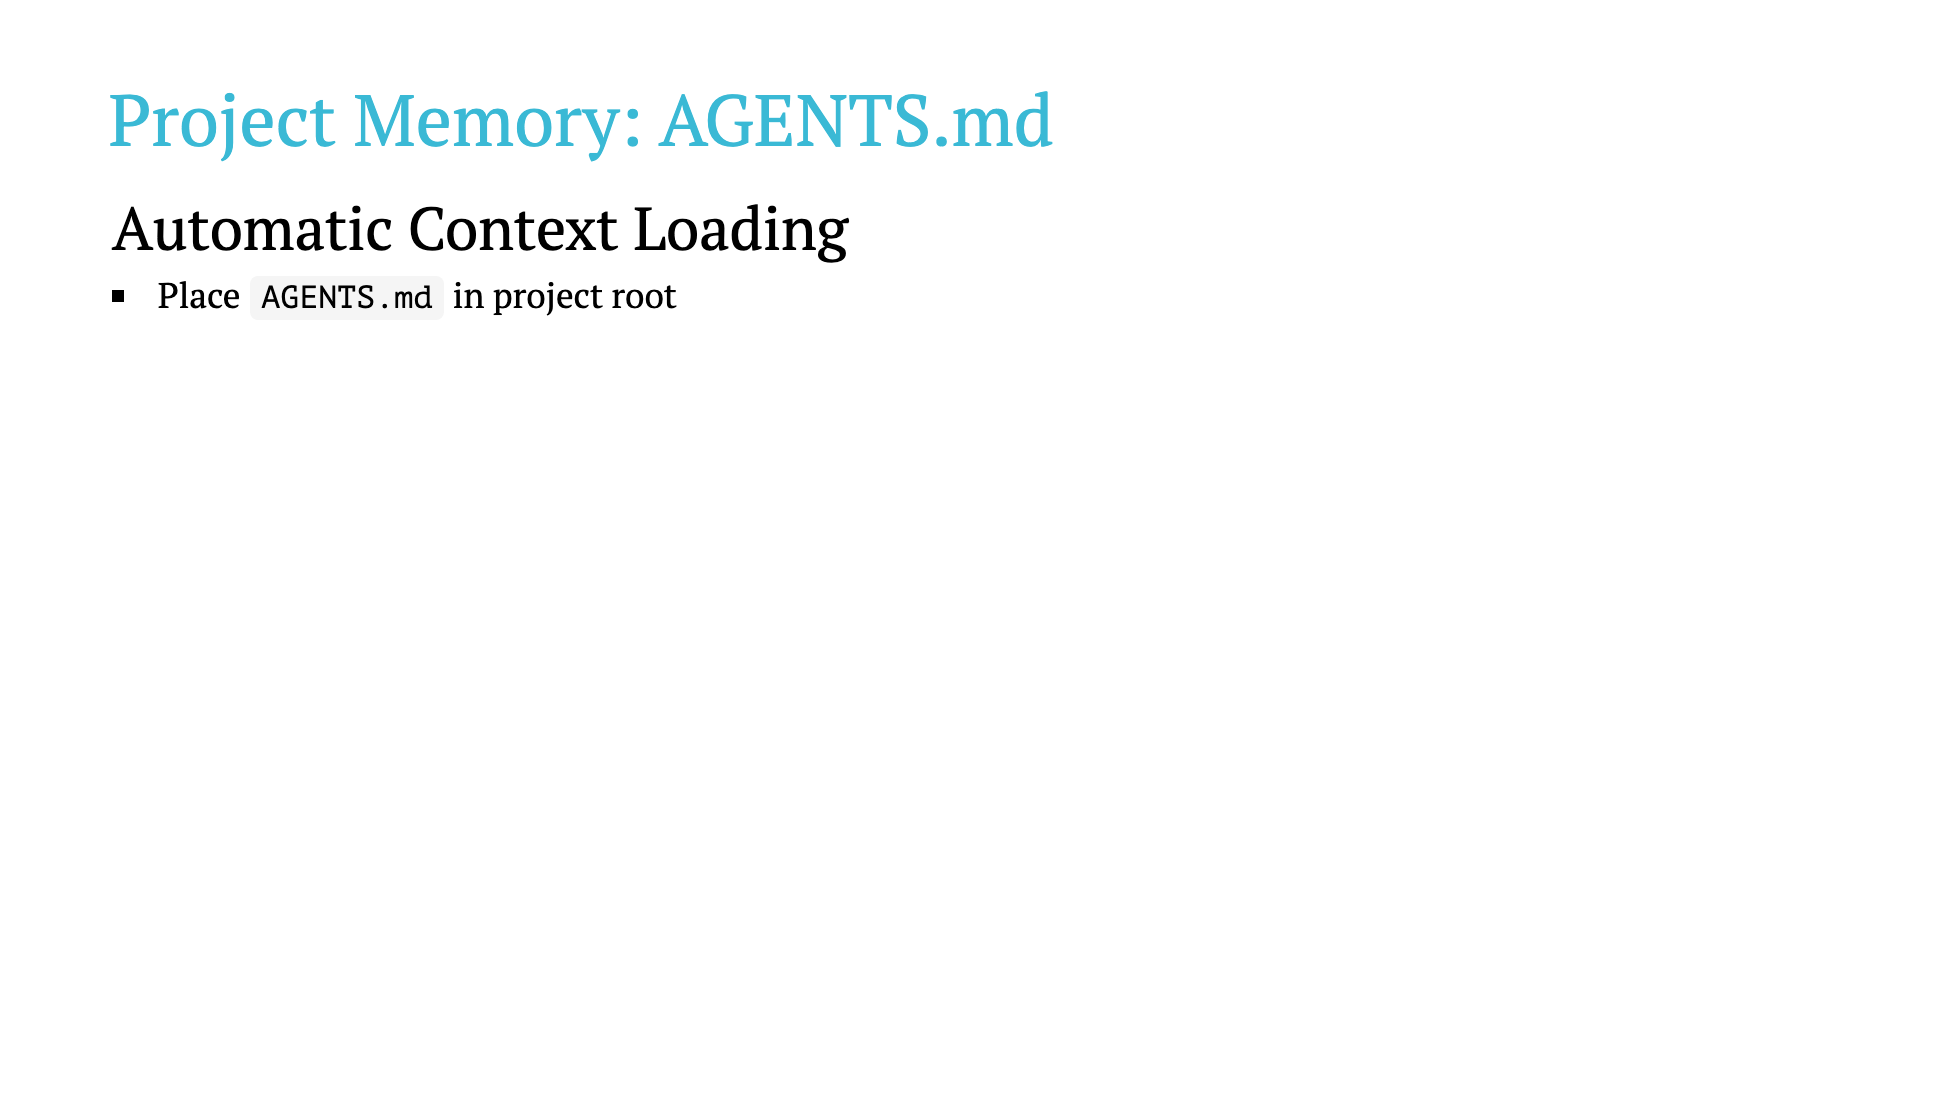 Project Memory: AGENTS.md
Automatic Context Loading
▪ Place AGENTS.md in project root